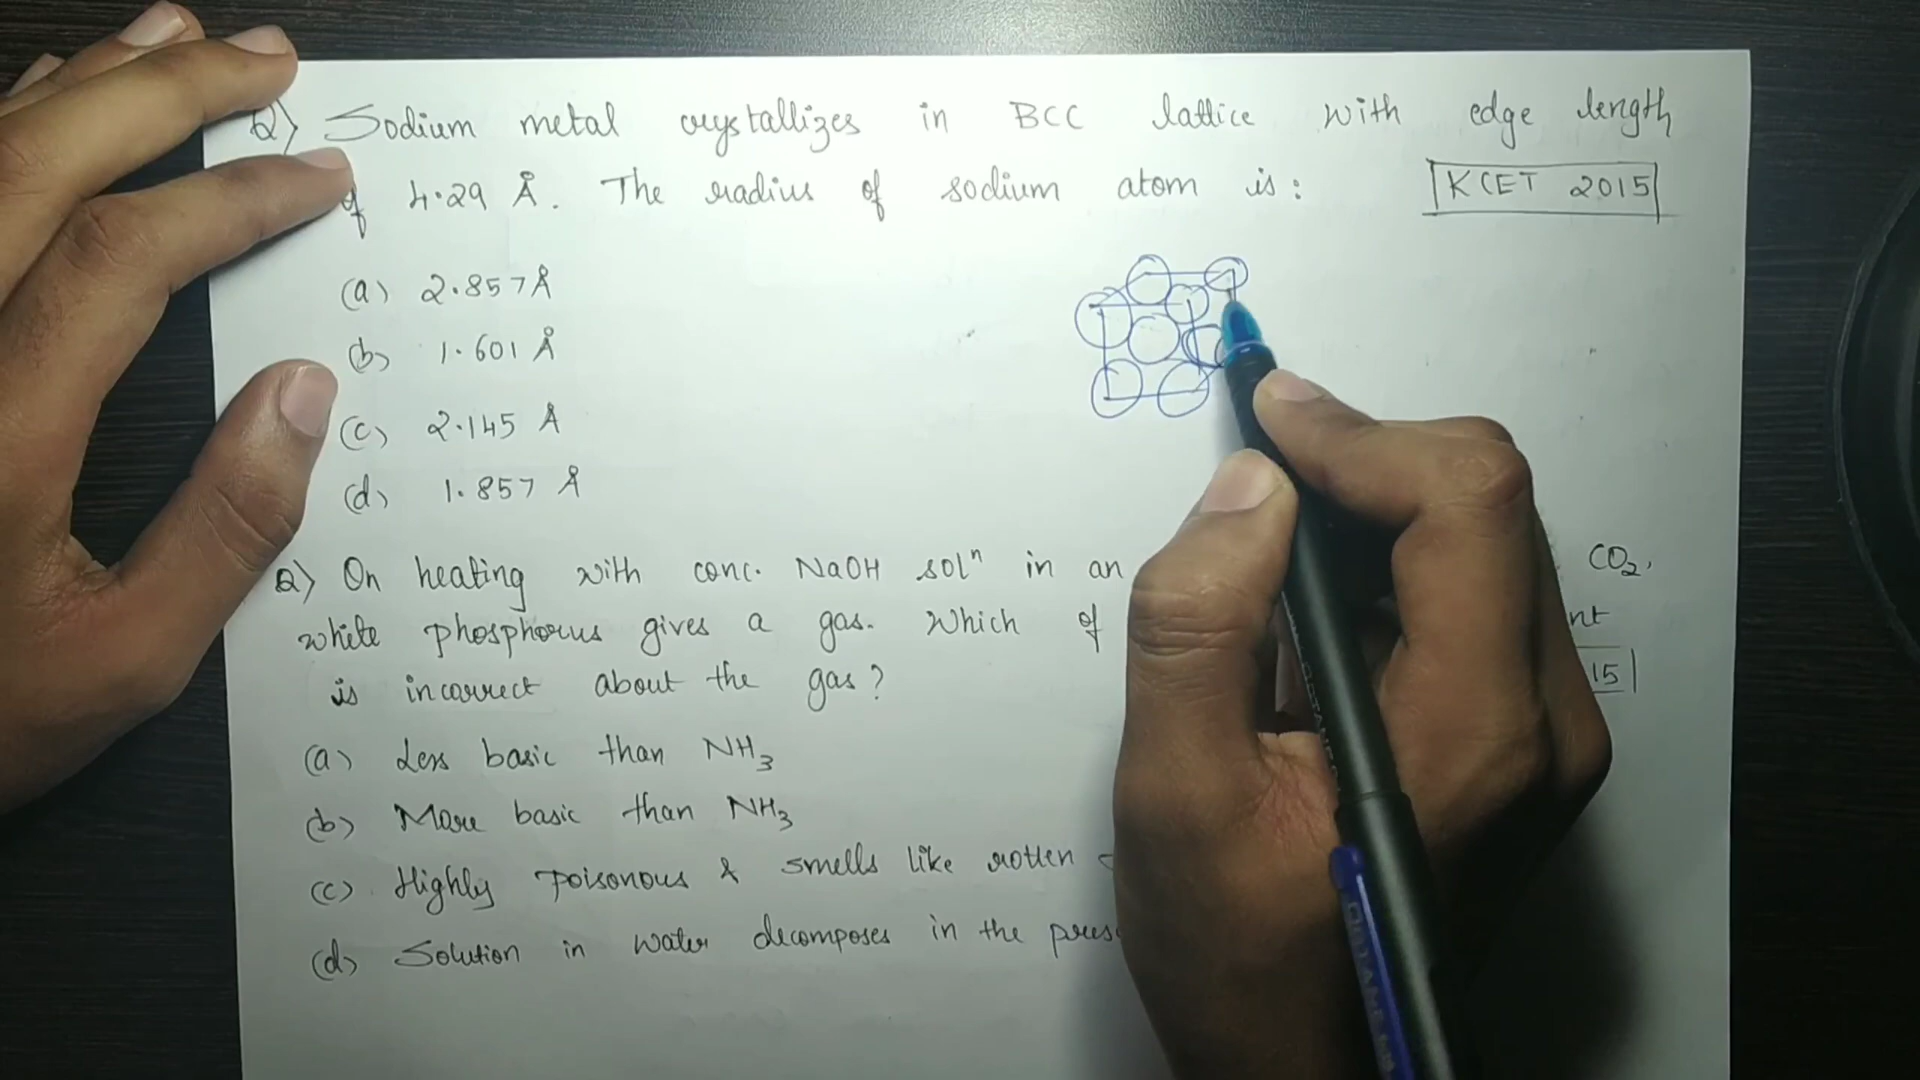 Q) Sodium metal crystallizes in BCC lattice with edge length
of 4.29 Å. The radius of sodium atom is : KCET 2015
(a) 2.857 Å
(b) 1.601 Å
(c) 2.145 Å
(d) 1.857 Å
Q) On heating with conc. NaOH solⁿ in an CO₂,
white phosphorus gives a gas. Which of nt
is incorrect about the gas? 15
(a) Less basic than NH₃
(b) More basic than NH₃
(c) Highly poisonous & smells like rotten
(d) Solution in water decomposes in the pres